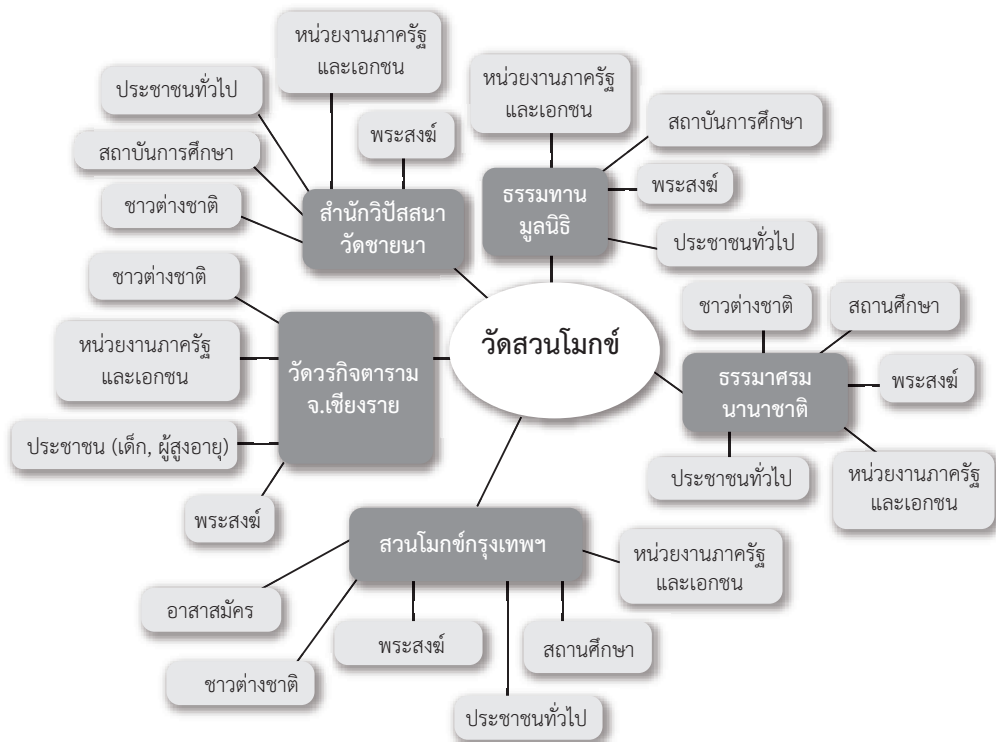 หน่วยงานภาครัฐ
และเอกชน
ประชาชนทั่วไป
สถาบันการศึกษา
ชาวต่างชาติ
พระสงฆ์
สำนักวิปัสสนา
วัดชายนา
หน่วยงานภาครัฐ
และเอกชน
สถาบันการศึกษา
พระสงฆ์
ประชาชนทั่วไป
ธรรมทาน
มูลนิธิ
วัดสวนโมกข์
ชาวต่างชาติ
หน่วยงานภาครัฐ
และเอกชน
ประชาชน (เด็ก, ผู้สูงอายุ)
พระสงฆ์
วัดวรกิจตาราม
จ.เชียงราย
ชาวต่างชาติ
สถานศึกษา
พระสงฆ์
ธรรมาศรม
นานาชาติ
ประชาชนทั่วไป
หน่วยงานภาครัฐ
และเอกชน
สวนโมกข์กรุงเทพฯ
หน่วยงานภาครัฐ
และเอกชน
อาสาสมัคร
พระสงฆ์
สถานศึกษา
ชาวต่างชาติ
ประชาชนทั่วไป